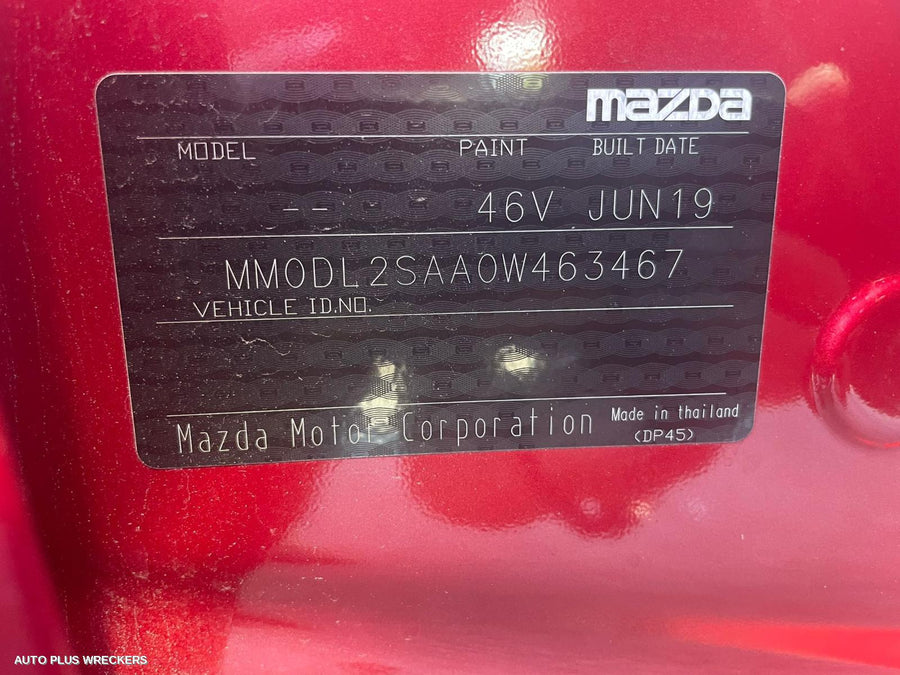 mazda
MODEL PAINT BUILT DATE
-- 46V JUN19
MM0DL2SAA0W463467
VEHICLE ID.NO.
Mazda Motor Corporation Made in thailand
(DP45)
AUTO PLUS WRECKERS